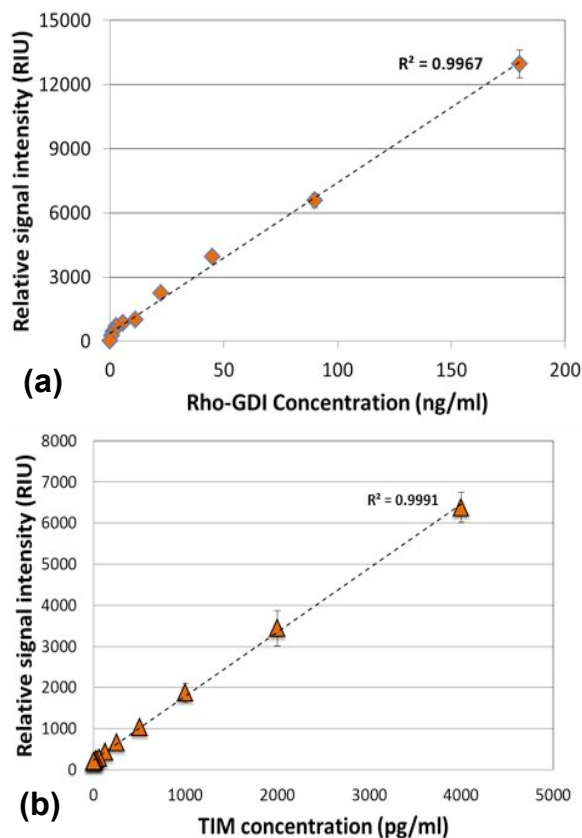 15000
12000
9000
6000
3000
0
Relative signal intensity (RIU)
R² = 0.9967
0 50 100 150 200
(a)
Rho-GDI Concentration (ng/ml)
8000
7000
6000
5000
4000
3000
2000
1000
0
Relative signal intensity (RIU)
R² = 0.9991
0 1000 2000 3000 4000 5000
(b)
TIM concentration (pg/ml)